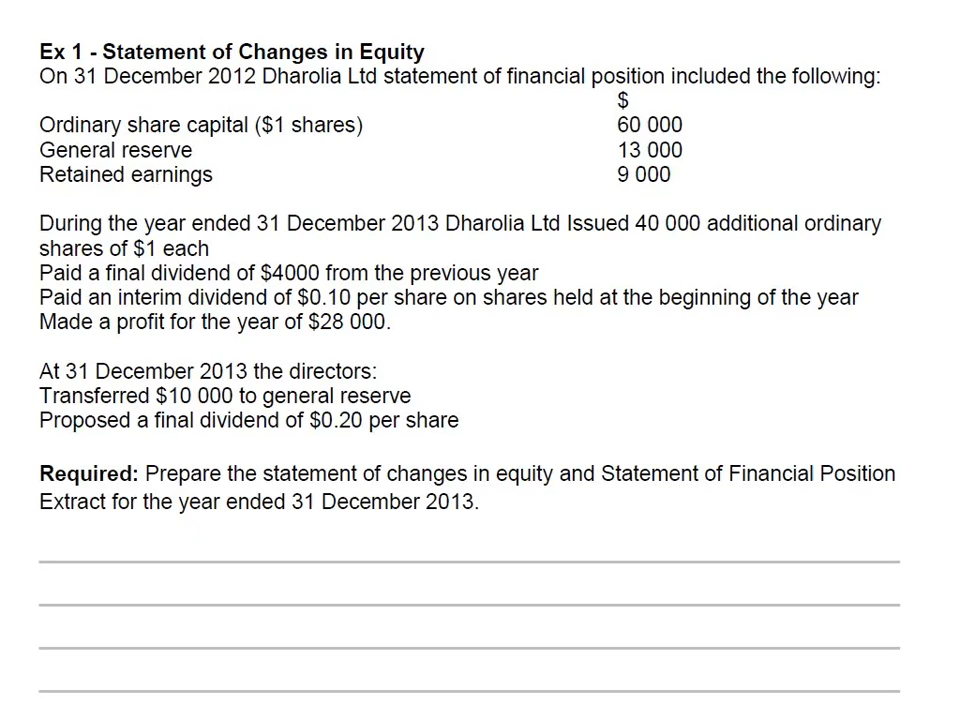 Ex 1 - Statement of Changes in Equity
On 31 December 2012 Dharolia Ltd statement of financial position included the following:
$
Ordinary share capital ($1 shares) 60 000
General reserve 13 000
Retained earnings 9 000
During the year ended 31 December 2013 Dharolia Ltd Issued 40 000 additional ordinary
shares of $1 each
Paid a final dividend of $4000 from the previous year
Paid an interim dividend of $0.10 per share on shares held at the beginning of the year
Made a profit for the year of $28 000.
At 31 December 2013 the directors:
Transferred $10 000 to general reserve
Proposed a final dividend of $0.20 per share
Required: Prepare the statement of changes in equity and Statement of Financial Position
Extract for the year ended 31 December 2013.